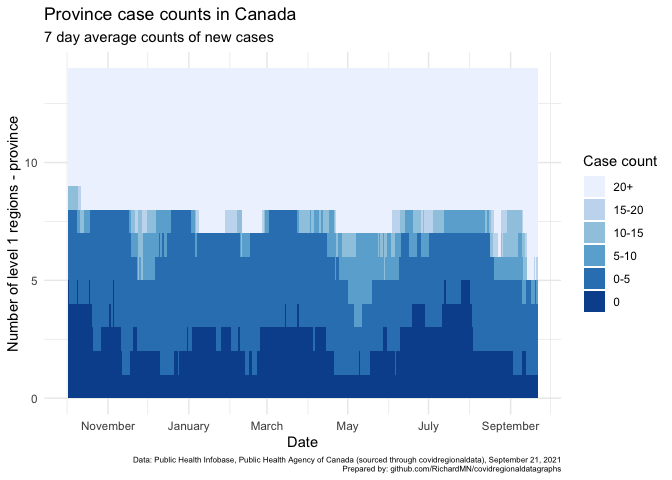 Province case counts in Canada
7 day average counts of new cases
Number of level 1 regions - province
10
5
0
November January March May July September
Date
Case count
20+
15-20
10-15
5-10
0-5
0
Data: Public Health Infobase, Public Health Agency of Canada (sourced through covidregionaldata), September 21, 2021
Prepared by: github.com/RichardMN/covidregionaldatagraphs